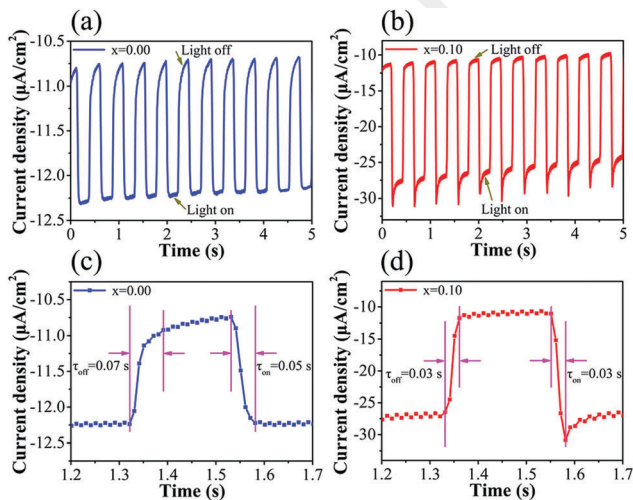 (a)
x=0.00
Light off
Light on
Current density (μA/cm²)
-10.5
-11.0
-11.5
-12.0
-12.5
0 1 2 3 4 5
Time (s)
(b)
x=0.10
Light off
Light on
Current density (μA/cm²)
-10
-15
-20
-25
-30
0 1 2 3 4 5
Time (s)
(c)
x=0.00
τoff=0.07 s
τon=0.05 s
Current density (μA/cm²)
-10.5
-11.0
-11.5
-12.0
-12.5
1.2 1.3 1.4 1.5 1.6 1.7
Time (s)
(d)
x=0.10
τoff=0.03 s
τon=0.03 s
Current density (μA/cm²)
-5
-10
-15
-20
-25
-30
1.2 1.3 1.4 1.5 1.6 1.7
Time (s)